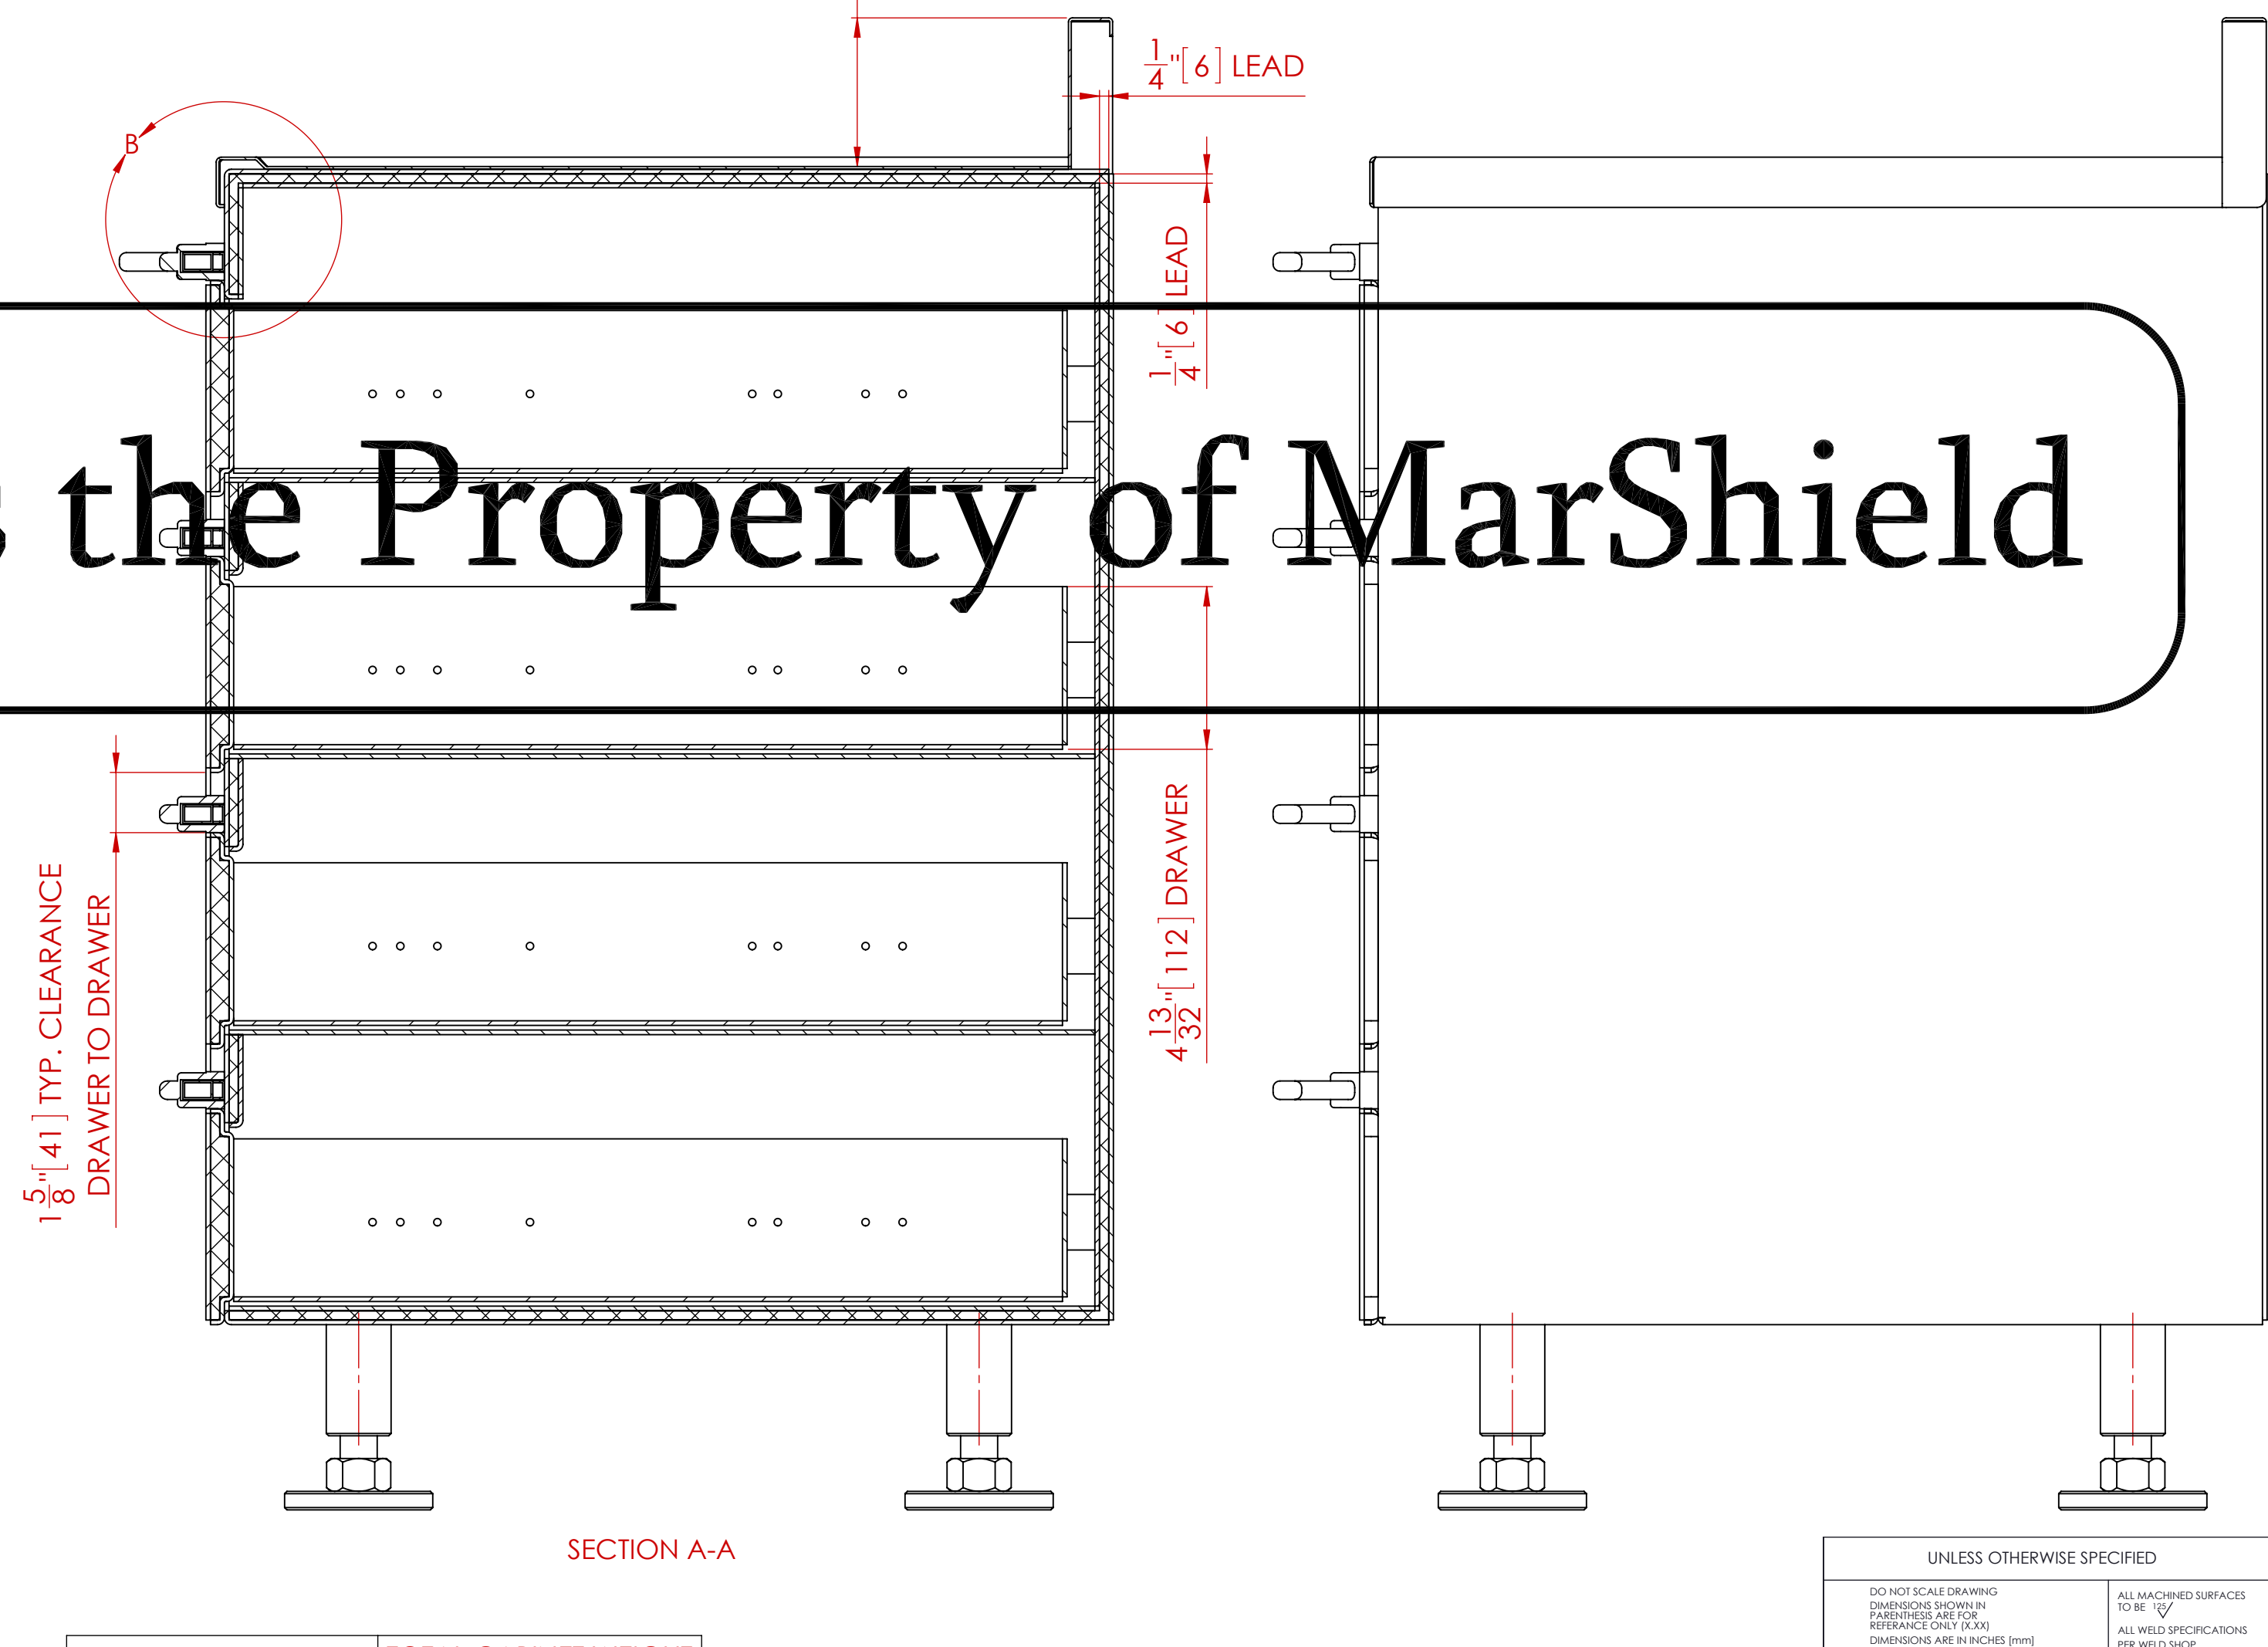 1/4"[6] LEAD
B
1/4"[6] LEAD
the Property of MarShield
4 13/32"[112] DRAWER
1 5/8"[41] TYP. CLEARANCE
DRAWER TO DRAWER
SECTION A-A
UNLESS OTHERWISE SPECIFIED
DO NOT SCALE DRAWING
DIMENSIONS SHOWN IN
PARENTHESIS ARE FOR
REFERANCE ONLY (X.XX)
DIMENSIONS ARE IN INCHES [mm]
ALL MACHINED SURFACES
TO BE 125
ALL WELD SPECIFICATIONS
PER WELD SHOP